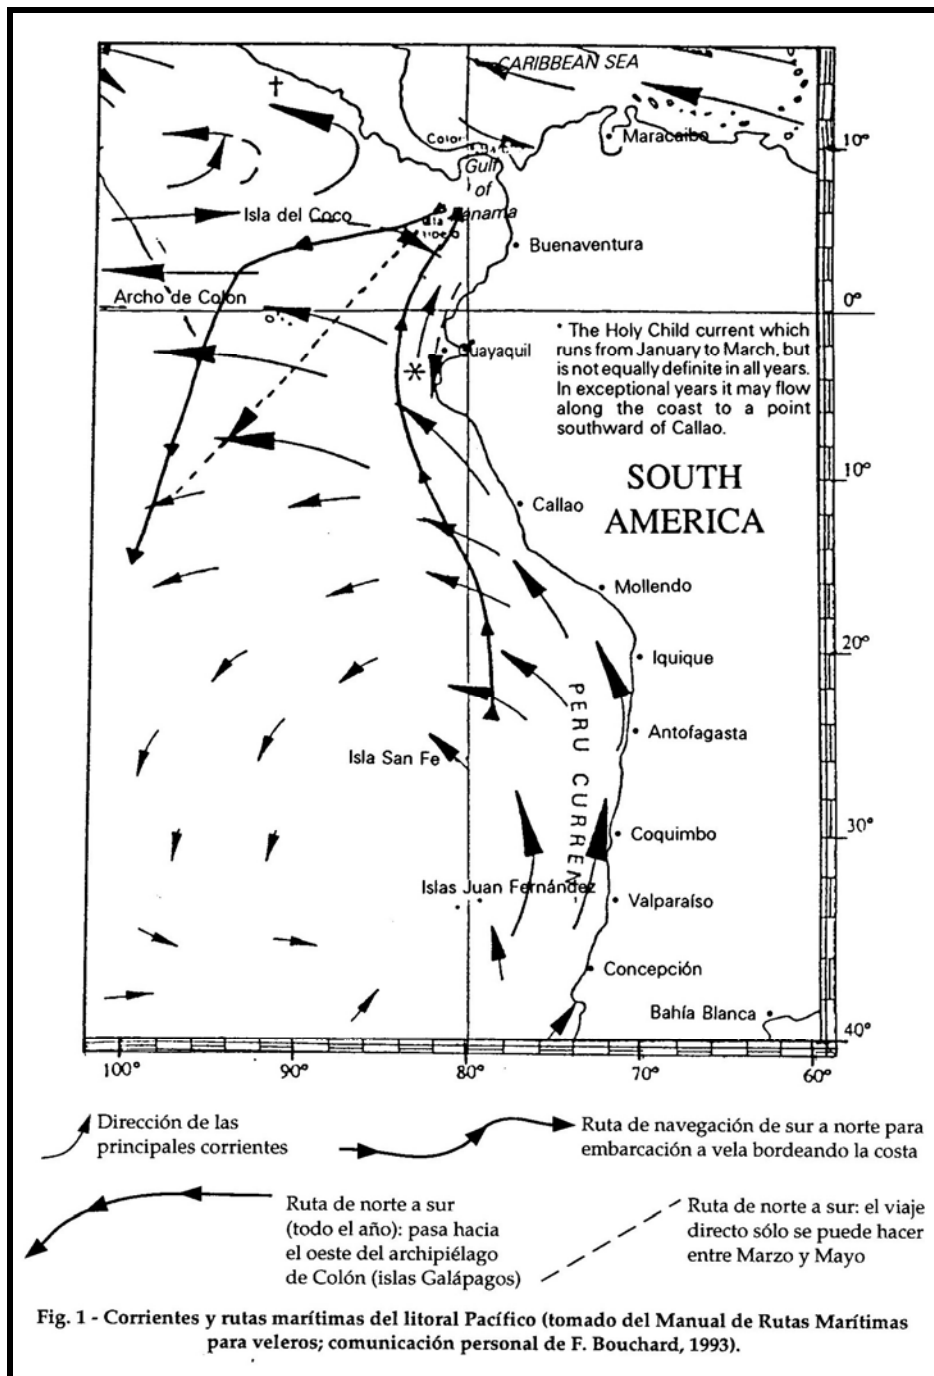 CARIBBEAN SEA
Colon
Maracaibo
10°
Gulf
of
Panama
Isla del Coco
Buenaventura
Archo de Colon
0°
Guayaquil
* The Holy Child current which
runs from January to March, but
is not equally definite in all years.
In exceptional years it may flow
along the coast to a point
southward of Callao.
10°
SOUTH
AMERICA
Callao
Mollendo
20°
Iquique
PERU CURREN
Antofagasta
Isla San Fe
30°
Coquimbo
Islas Juan Fernández
Valparaíso
Concepción
Bahía Blanca
40°
100° 90° 80° 70° 60°
Dirección de las
principales corrientes
Ruta de navegación de sur a norte para
embarcación a vela bordeando la costa
Ruta de norte a sur
(todo el año): pasa hacia
el oeste del archipiélago
de Colón (islas Galápagos)
Ruta de norte a sur: el viaje
directo sólo se puede hacer
entre Marzo y Mayo
Fig. 1 - Corrientes y rutas marítimas del litoral Pacífico (tomado del Manual de Rutas Marítimas
para veleros; comunicación personal de F. Bouchard, 1993).